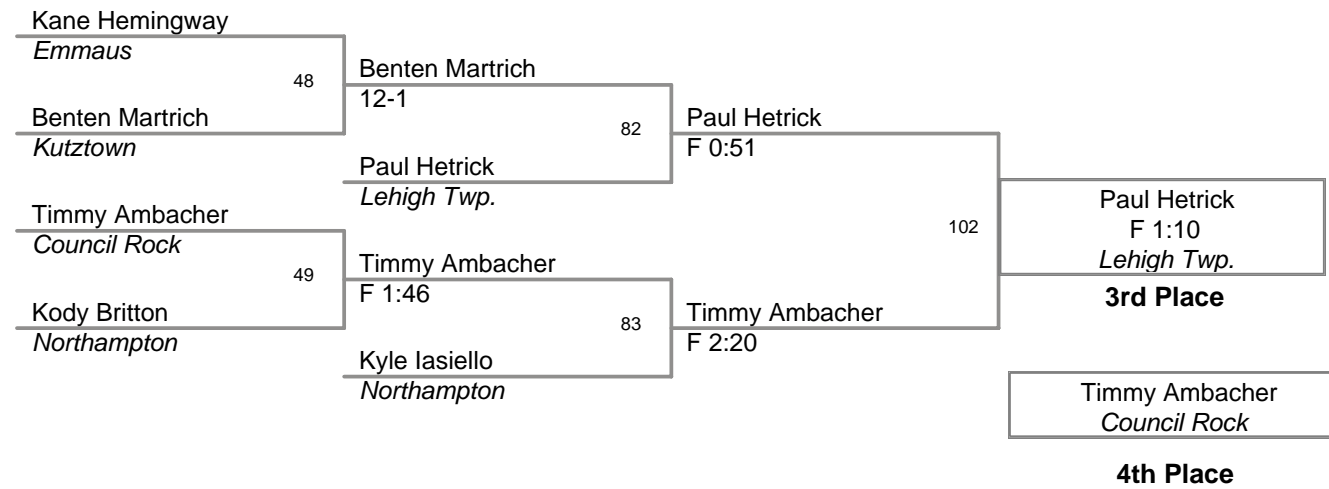 Kane Hemingway
Emmaus
48
Benten Martrich
12-1
Benten Martrich
Kutztown
82
Paul Hetrick
F 0:51
Paul Hetrick
Lehigh Twp.
Timmy Ambacher
Council Rock
102
Paul Hetrick
F 1:10
Lehigh Twp.
3rd Place
49
Timmy Ambacher
F 1:46
Kody Britton
Northampton
83
Timmy Ambacher
F 2:20
Kyle Iasiello
Northampton
Timmy Ambacher
Council Rock
4th Place